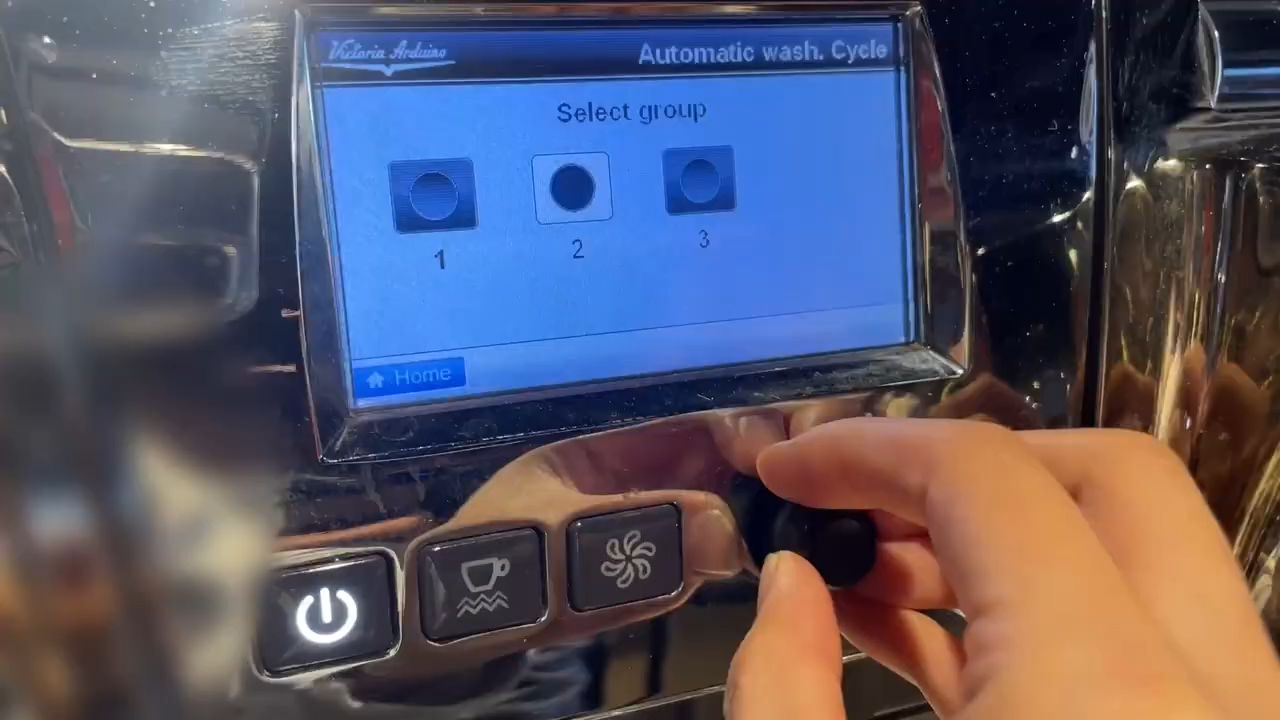 Victoria Arduino
Automatic wash. Cycle
Select group
1
2
3
Home